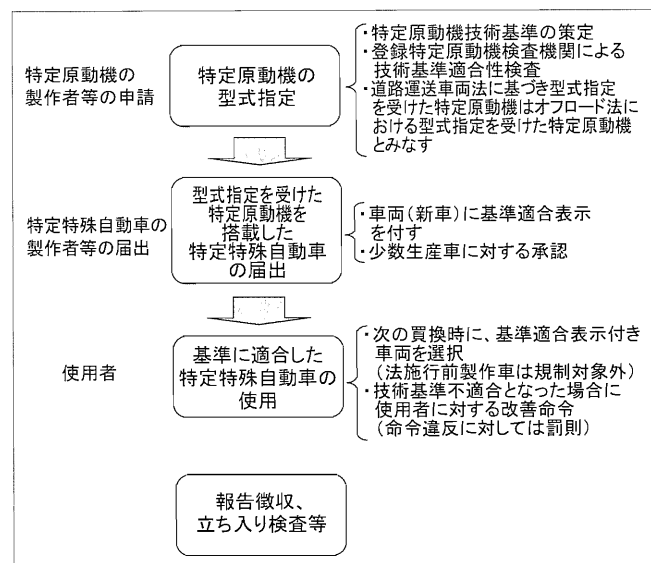 特定原動機の
製作者等の申請
特定原動機の
型式指定
・特定原動機技術基準の策定
・登録特定原動機検査機関による
技術基準適合性検査
・道路運送車両法に基づき型式指定
を受けた特定原動機はオフロード法に
おける型式指定を受けた特定原動機
とみなす
特定特殊自動車の
製作者等の届出
型式指定を受けた
特定原動機を
搭載した
特定特殊自動車
の届出
・車両(新車)に基準適合表示
を付す
・少数生産車に対する承認
使用者
基準に適合した
特定特殊自動車の
使用
・次の買換時に、基準適合表示付き
車両を選択
(法施行前製作車は規制対象外)
・技術基準不適合となった場合に
使用者に対する改善命令
(命令違反に対しては罰則)
報告徴収、
立ち入り検査等